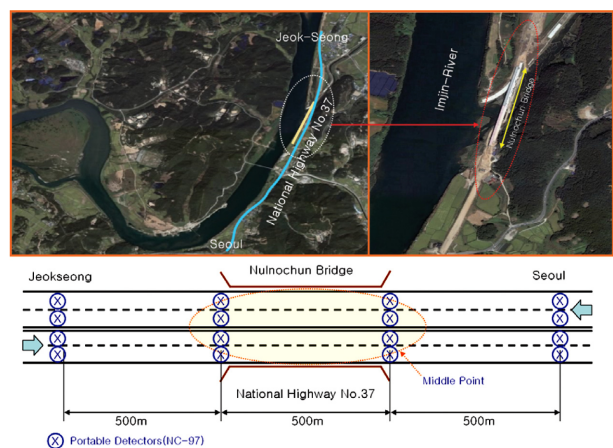 Jeok-Seong
National Highway No.37
Seoul
Imjin-River
Nulnochun Bridge
Jeokseong
Nulnochun Bridge
Seoul
X X X X
X X X X
Middle Point
National Highway No.37
500m 500m 500m
X Portable Detectors(NC-97)